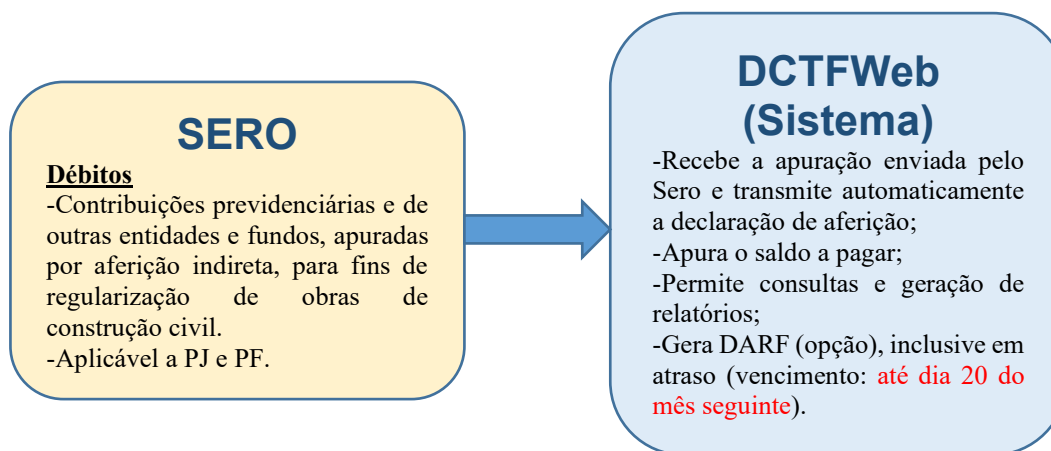 SERO
Débitos
-Contribuições previdenciárias e de
outras entidades e fundos, apuradas
por aferição indireta, para fins de
regularização de obras de
construção civil.
-Aplicável a PJ e PF.
DCTFWeb
(Sistema)
-Recebe a apuração enviada pelo
Sero e transmite automaticamente
a declaração de aferição;
-Apura o saldo a pagar;
-Permite consultas e geração de
relatórios;
-Gera DARF (opção), inclusive em
atraso (vencimento: até dia 20 do
mês seguinte).